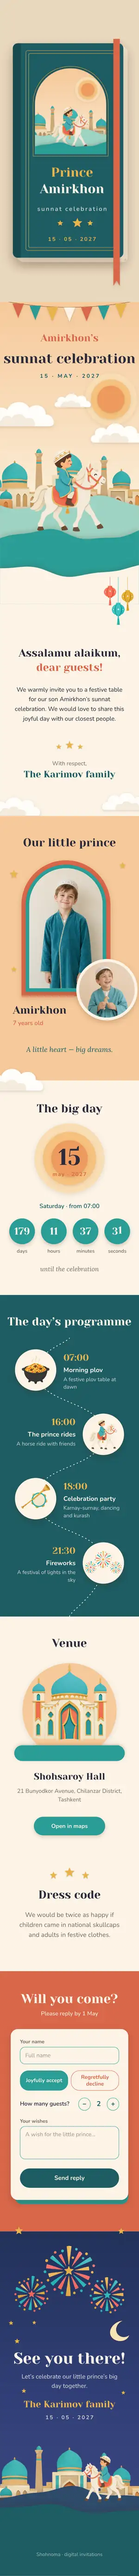 Prince
Amirkhon
sunnat celebration
15 · 05 · 2027
Amirkhon's
sunnat celebration
15 · MAY · 2027
Assalamu alaikum,
dear guests!
We warmly invite you to a festive table
for our son Amirkhon's sunnat
celebration. We would love to share this
joyful day with our closest people.
With respect,
The Karimov family
Our little prince
Amirkhon
7 years old
A little heart — big dreams.
The big day
15
may · 2027
Saturday · from 07:00
179
11
37
31
days
hours
minutes
seconds
until the celebration
The day's programme
07:00
Morning plov
A festive plov table at
dawn
16:00
The prince rides
A horse ride with friends
18:00
Celebration party
Karnay-surnay, dancing
and kurash
21:30
Fireworks
A festival of lights in the
sky
Venue
Shohsaroy Hall
21 Bunyodkor Avenue, Chilanzar District,
Tashkent
Open in maps
Dress code
We would be twice as happy if
children came in national skullcaps
and adults in festive clothes.
Will you come?
Please reply by 1 May
Your name
Full name
Joyfully accept
Regretfully
decline
How many guests?
−
2
+
Your wishes
A wish for the little prince…
Send reply
See you there!
Let's celebrate our little prince's big
day together.
The Karimov family
15 · 05 · 2027